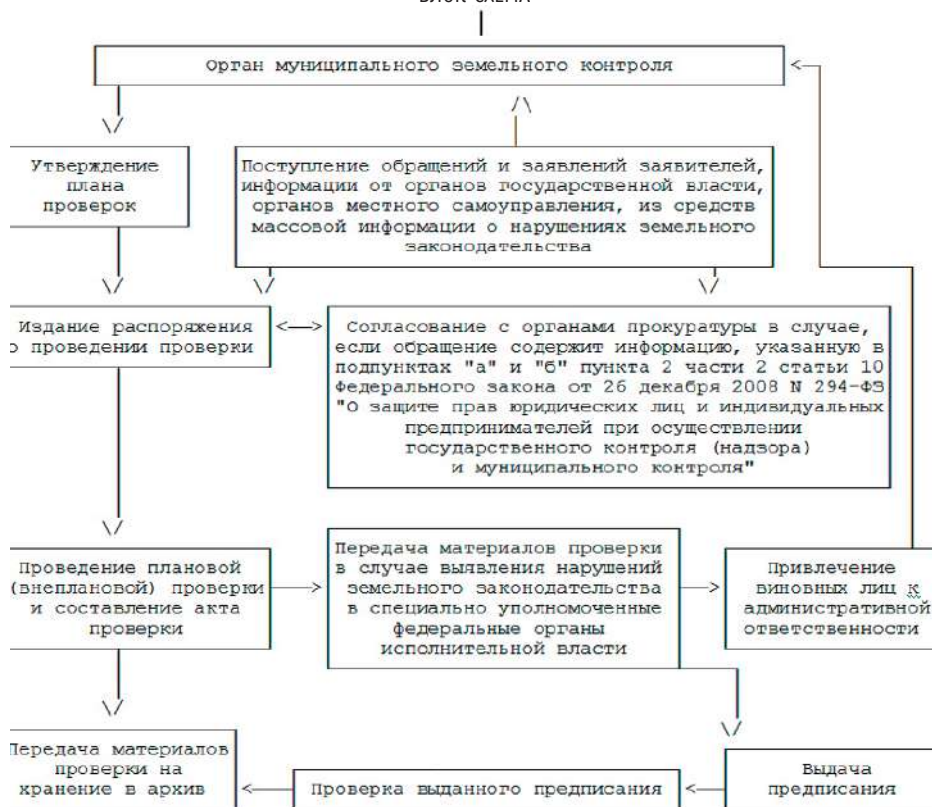 Орган муниципального земельного контроля
Утверждение
плана
проверок
Поступление обращений и заявлений заявителей,
информации от органов государственной власти,
органов местного самоуправления, из средств
массовой информации о нарушениях земельного
законодательства
Издание распоряжения
о проведении проверки
Согласование с органами прокуратуры в случае,
если обращение содержит информацию, указанную в
подпунктах "а" и "б" пункта 2 части 2 статьи 10
Федерального закона от 26 декабря 2008 N 294-ФЗ
"О защите прав юридических лиц и индивидуальных
предпринимателей при осуществлении
государственного контроля (надзора)
и муниципального контроля"
Проведение плановой
(внеплановой) проверки
и составление акта
проверки
Передача материалов проверки
в случае выявления нарушений
земельного законодательства
в специально уполномоченные
федеральные органы
исполнительной власти
Привлечение
виновных лиц к
административной
ответственности
Передача материалов
проверки на
хранение в архив
Проверка выданного предписания
Выдача
предписания